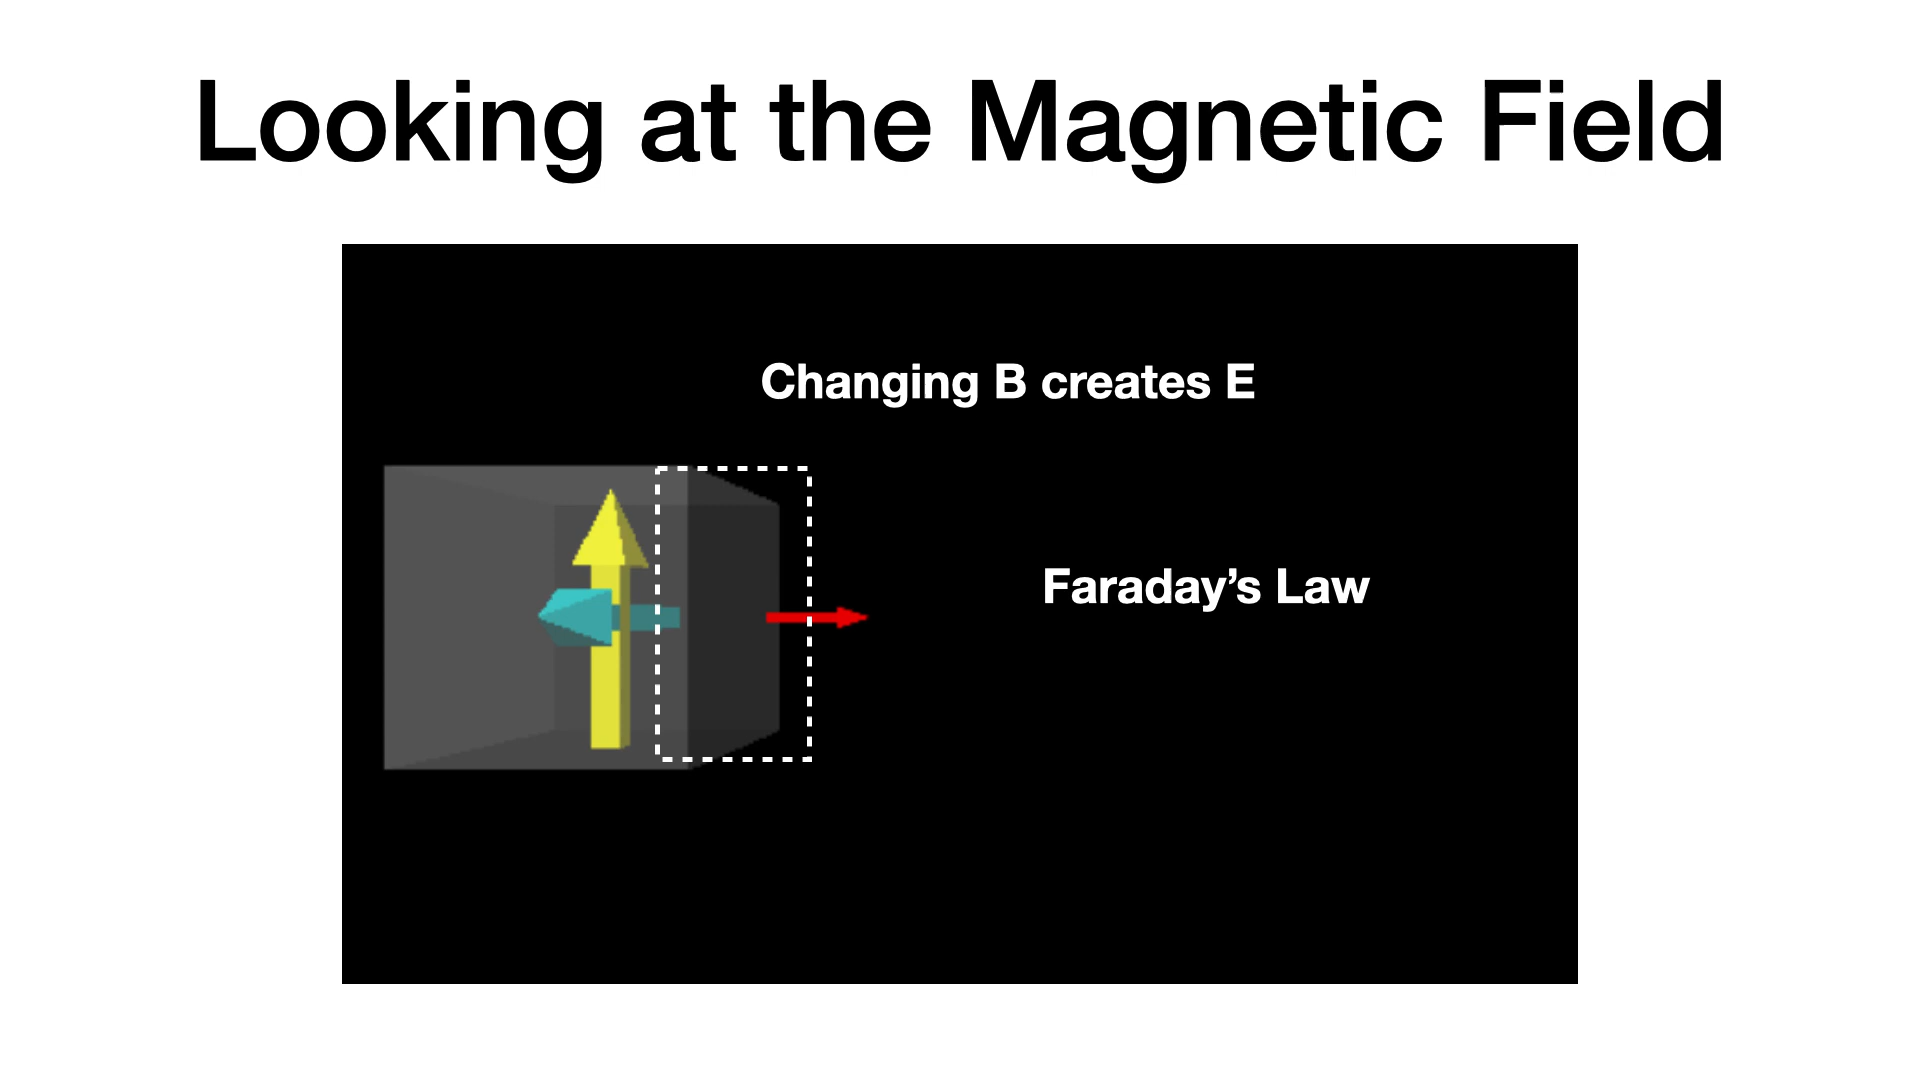 Looking at the Magnetic Field
Changing B creates E
Faraday’s Law